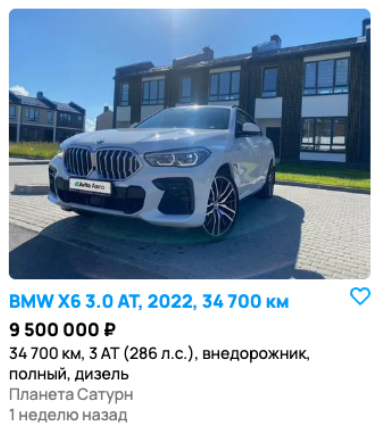 Avito Авто
BMW X6 3.0 AT, 2022, 34 700 км
9 500 000 ₽
34 700 км, 3 AT (286 л.с.), внедорожник,
полный, дизель
Планета Сатурн
1 неделю назад